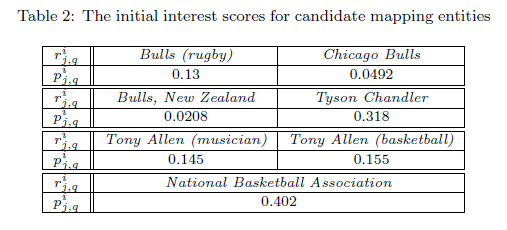 Table 2: The initial interest scores for candidate mapping entities
r^i_{j,q} Bulls (rugby) Chicago Bulls
p^i_{j,q} 0.13 0.0492
r^i_{j,q} Bulls, New Zealand Tyson Chandler
p^i_{j,q} 0.0208 0.318
r^i_{j,q} Tony Allen (musician) Tony Allen (basketball)
p^i_{j,q} 0.145 0.155
r^i_{j,q} National Basketball Association
p^i_{j,q} 0.402